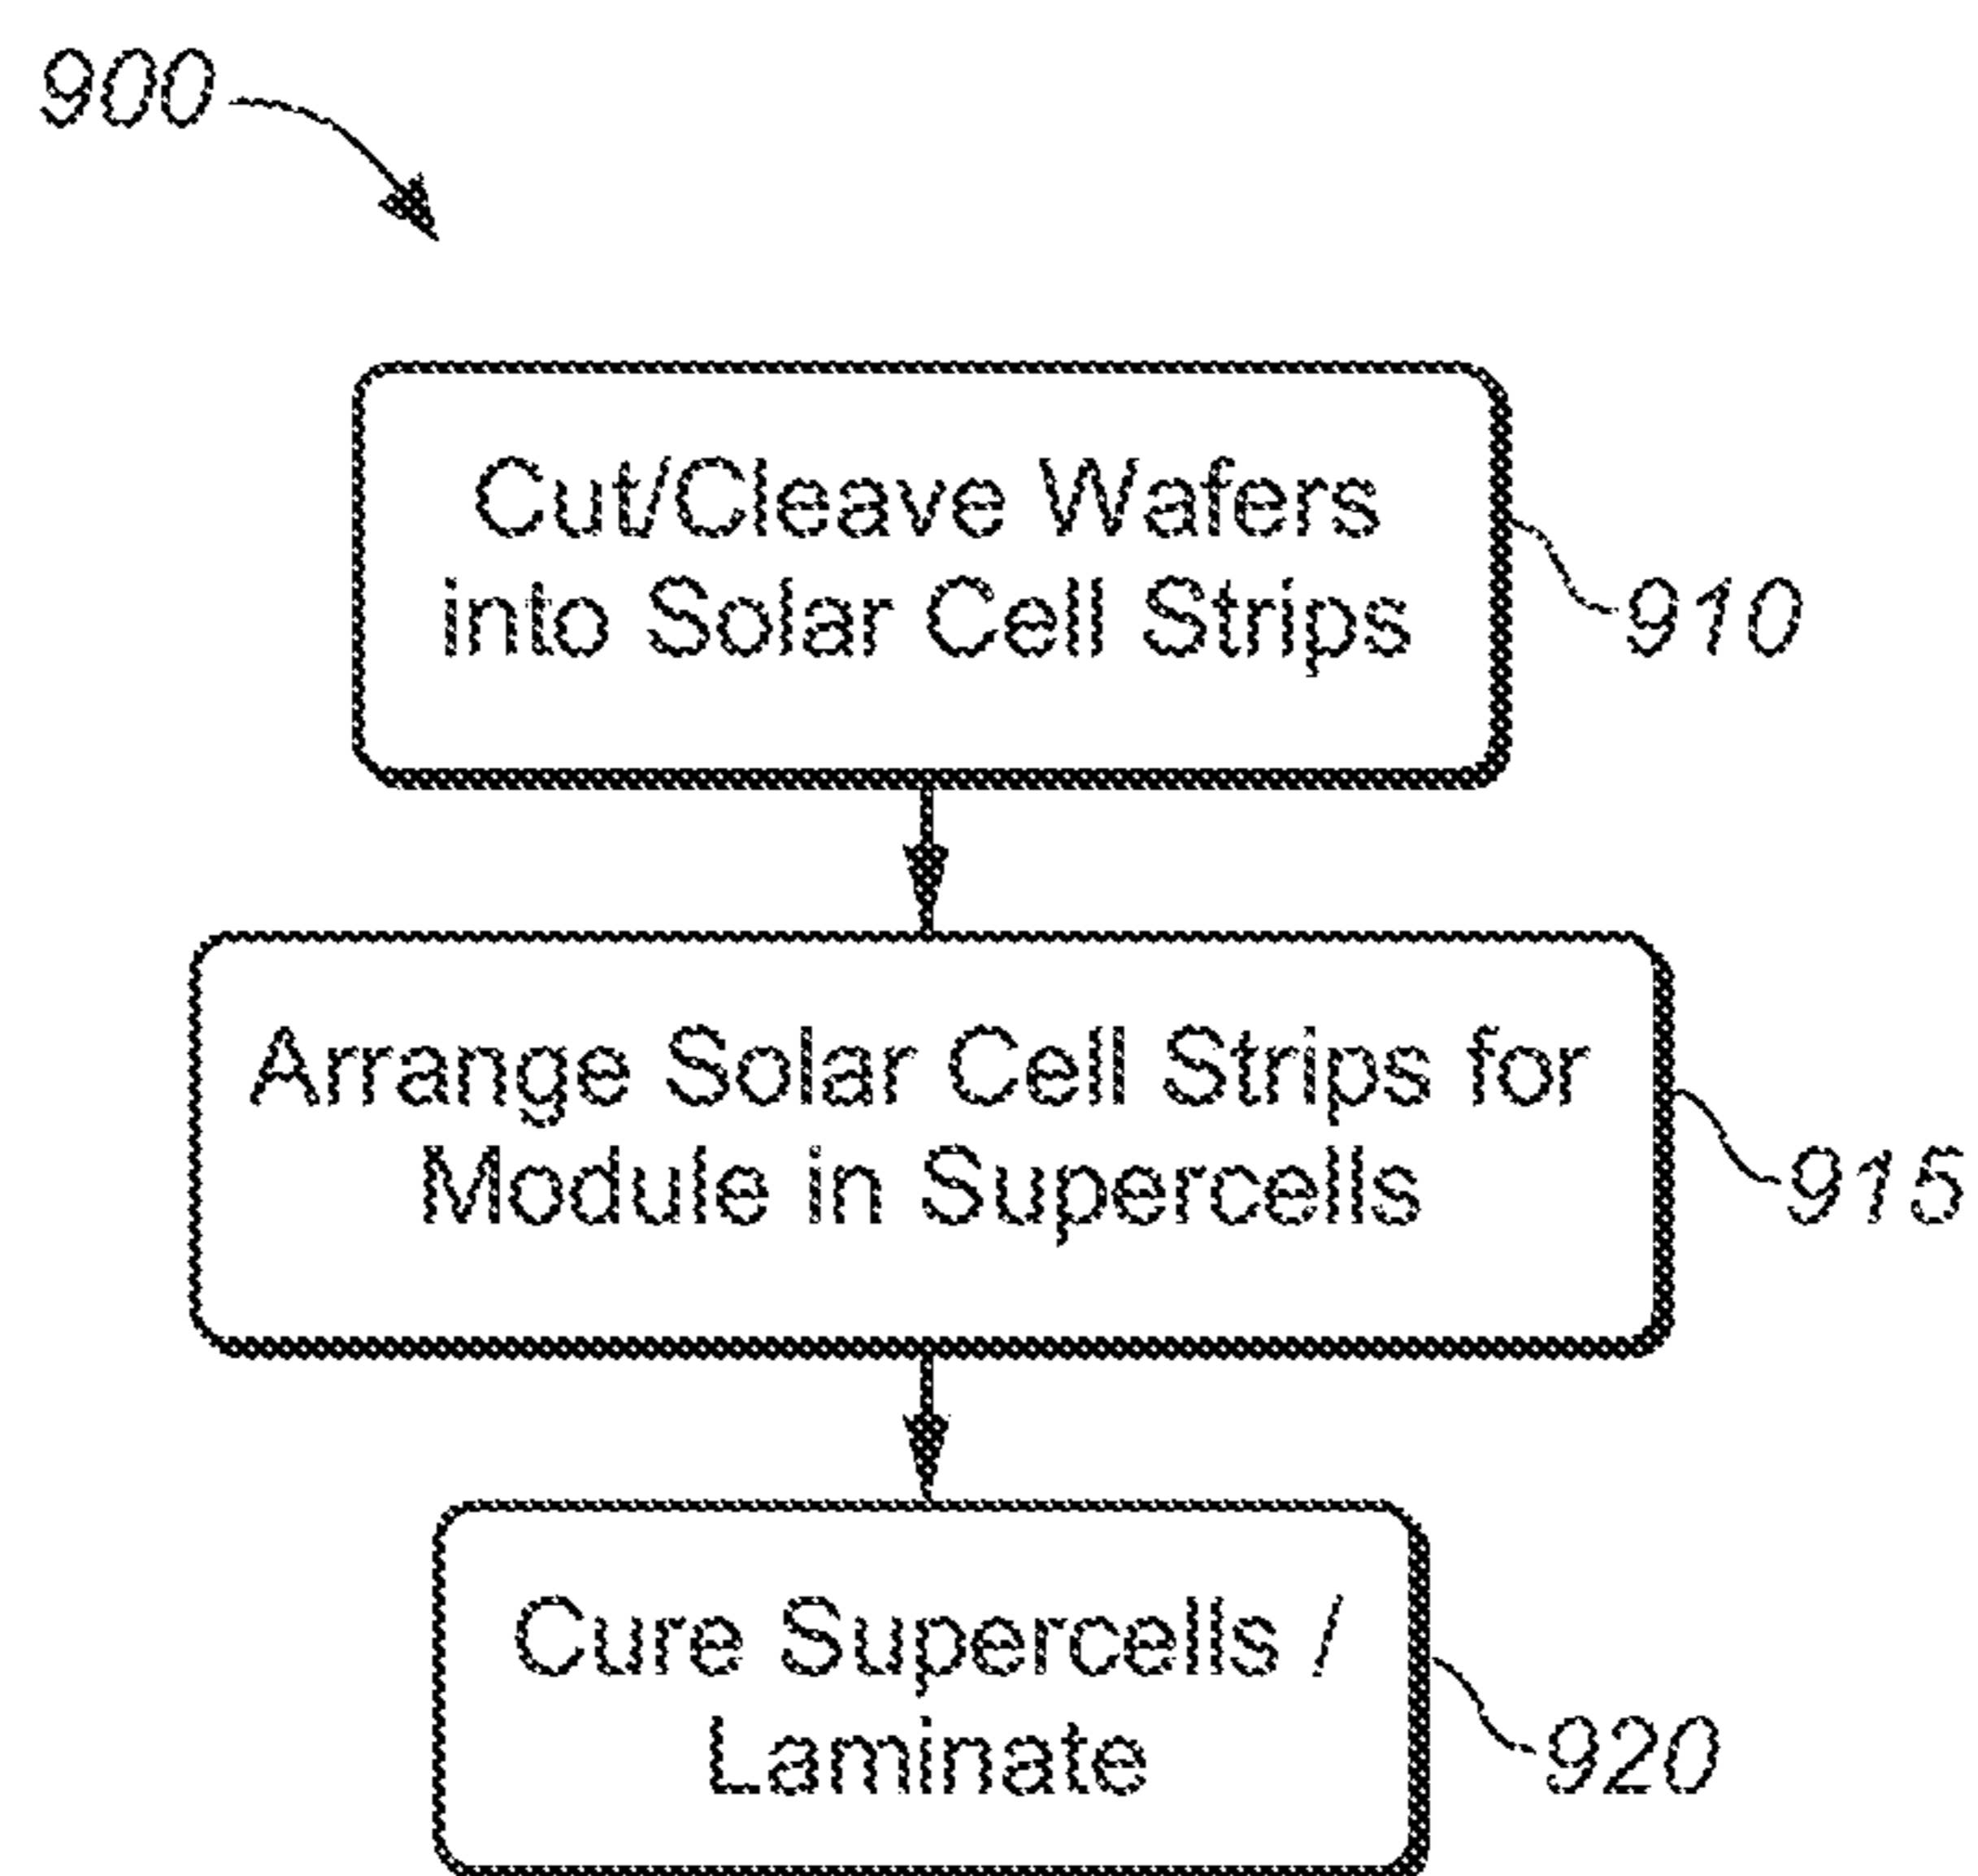 900
Cut/Cleave Wafers
into Solar Cell Strips
910
Arrange Solar Cell Strips for
Module in Supercells
915
Cure Supercells /
Laminate
920